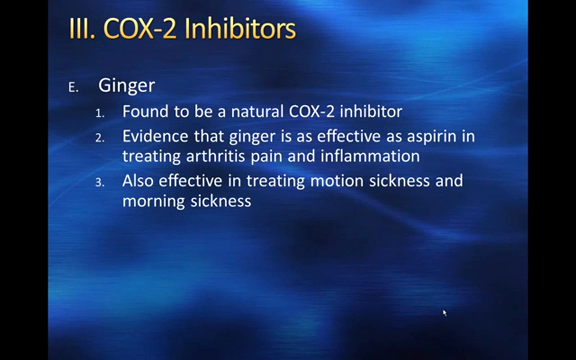 III. COX-2 Inhibitors
E. Ginger
1. Found to be a natural COX-2 inhibitor
2. Evidence that ginger is as effective as aspirin in
treating arthritis pain and inflammation
3. Also effective in treating motion sickness and
morning sickness